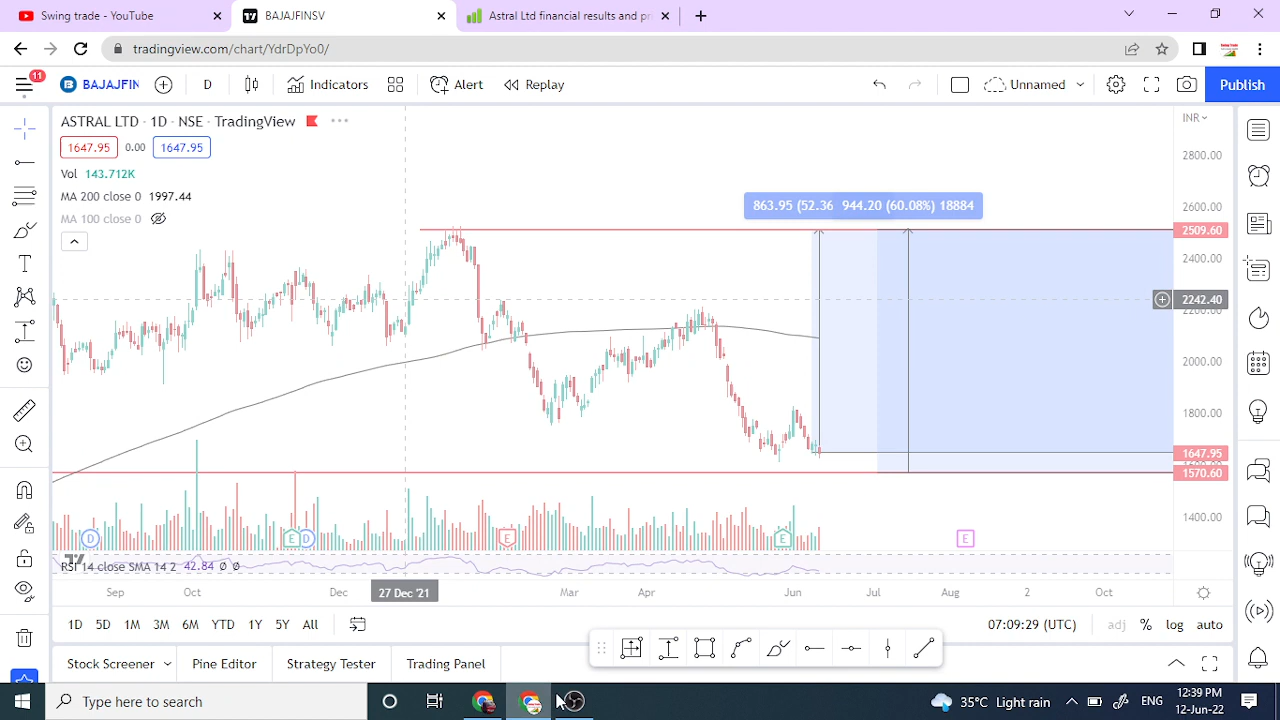 Swing trade - YouTube
BAJAJFINSV
Astral Ltd financial results and pr
tradingview.com/chart/YdrDpYo0/
11
BAJAJFIN
D
Indicators
Alert
Replay
Unnamed
Publish
ASTRAL LTD · 1D · NSE · TradingView
INR
1647.95
0.00
1647.95
Vol 143.712K
MA 200 close 0 1997.44
MA 100 close 0
863.95 (52.36
944.20 (60.08%) 18884
2800.00
2600.00
2509.60
2400.00
2242.40
2200.00
2000.00
1800.00
1647.95
1570.60
1400.00
D
E
D
E
E
E
RSI 14 close SMA 14 2 42.84 ∅ ∅
Sep
Oct
Dec
27 Dec '21
Mar
Apr
Jun
Jul
Aug
2
Oct
1D
5D
1M
3M
6M
YTD
1Y
5Y
All
07:09:29 (UTC)
adj
%
log
auto
Stock Screener
Pine Editor
Strategy Tester
Trading Panel
Type here to search
35°C Light rain
ENG
12:39 PM
12-Jun-22